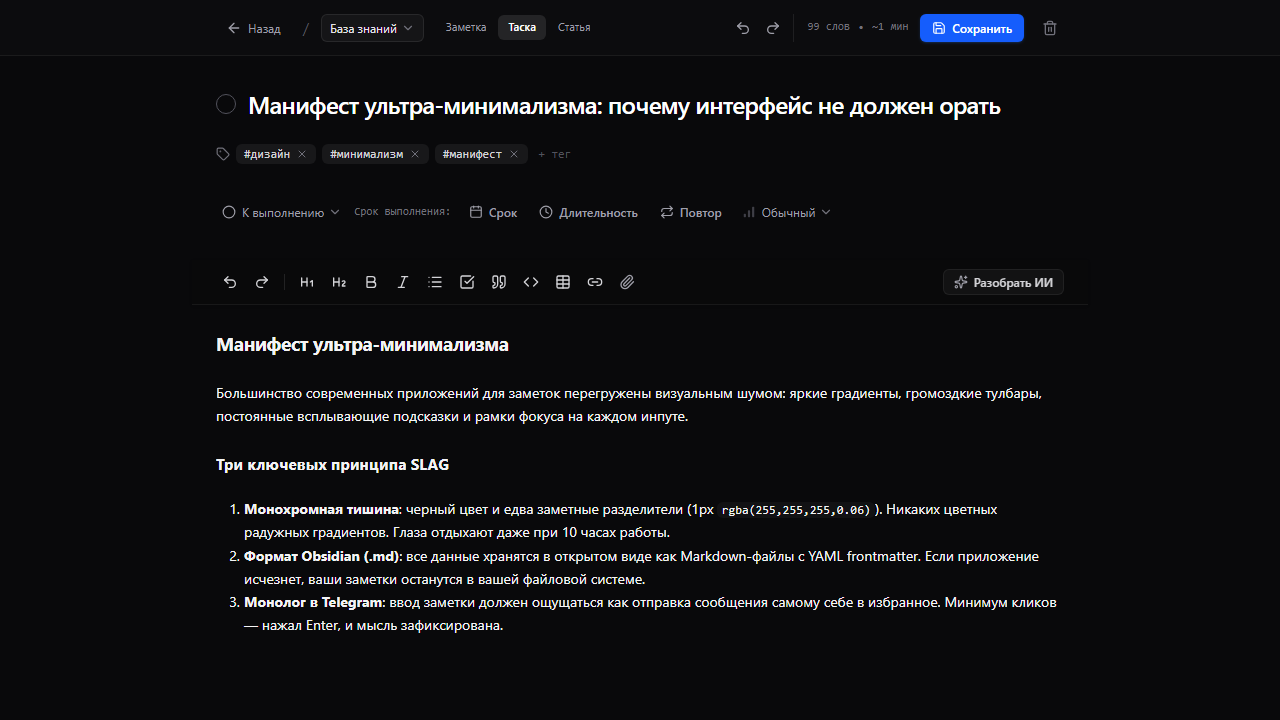 Назад / База знаний Заметка Таска Статья 99 слов • ~1 мин Сохранить
Манифест ультра-минимализма: почему интерфейс не должен орать
#дизайн #минимализм #манифест + тег
К выполнению Срок выполнения: Срок Длительность Повтор Обычный
H1 H2 B I Разобрать ИИ
Манифест ультра-минимализма
Большинство современных приложений для заметок перегружены визуальным шумом: яркие градиенты, громоздкие тулбары,
постоянные всплывающие подсказки и рамки фокуса на каждом инпуте.
Три ключевых принципа SLAG
1. Монохромная тишина: черный цвет и едва заметные разделители (1px rgba(255,255,255,0.06) ). Никаких цветных
радужных градиентов. Глаза отдыхают даже при 10 часах работы.
2. Формат Obsidian (.md): все данные хранятся в открытом виде как Markdown-файлы с YAML frontmatter. Если приложение
исчезнет, ваши заметки останутся в вашей файловой системе.
3. Монолог в Telegram: ввод заметки должен ощущаться как отправка сообщения самому себе в избранное. Минимум кликов
— нажал Enter, и мысль зафиксирована.